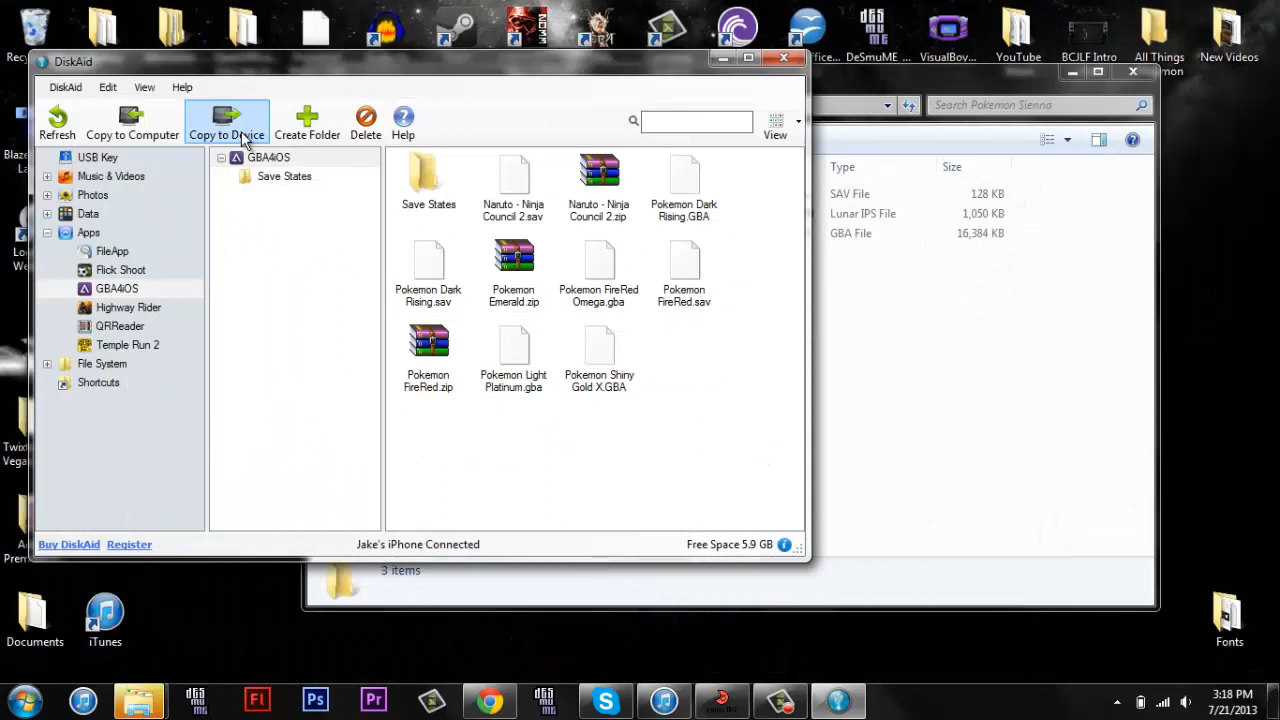 Recy
Office...
DeSmuME
VisualBoy
YouTube
BCJLF Intro
All Things
mon
New Videos
DiskAid
DiskAid Edit View Help
Refresh
Copy to Computer
Copy to Device
Create Folder
Delete
Help
View
Search Pokemon Sienna
USB Key
Music & Videos
Photos
Data
Apps
FileApp
Flick Shoot
GBA4iOS
Highway Rider
QRReader
Temple Run 2
File System
Shortcuts
GBA4iOS
Save States
Save States
Naruto - Ninja
Council 2.sav
Naruto - Ninja
Council 2.zip
Pokemon Dark
Rising.GBA
Pokemon Dark
Rising.sav
Pokemon
Emerald.zip
Pokemon FireRed
Omega.gba
Pokemon
FireRed.sav
Pokemon
FireRed.zip
Pokemon Light
Platinum.gba
Pokemon Shiny
Gold X.GBA
Type Size
SAV File 128 KB
Lunar IPS File 1,050 KB
GBA File 16,384 KB
Buy DiskAid Register
Jake's iPhone Connected
Free Space 5.9 GB
3 items
Blaze
Twixt
Vega
Documents
iTunes
Fonts
3:18 PM
7/21/2013